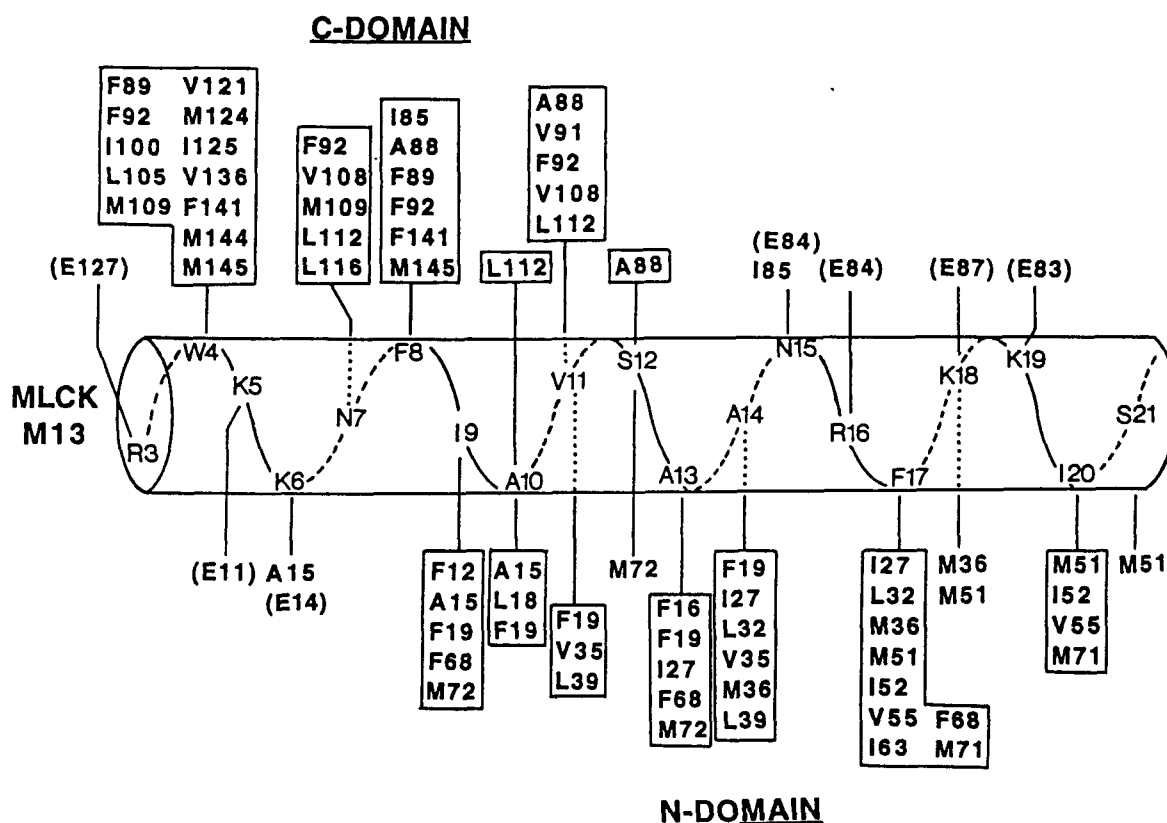 C-DOMAIN
F89 V121
F92 M124
I100 I125
L105 V136
M109 F141
M144
M145
F92
V108
M109
L112
L116
I85
A88
F89
F92
F141
M145
L112
A88
V91
F92
V108
L112
A88
(E127)
(E84)
I85
(E84)
(E87)
(E83)
MLCK
M13
R3
W4
K5
K6
N7
F8
I9
A10
V11
S12
A13
A14
N15
R16
F17
K18
K19
I20
S21
(E11)
A15
(E14)
F12
A15
F19
F68
M72
A15
L18
F19
F19
V35
L39
M72
F16
F19
I27
F68
M72
F19
I27
L32
V35
M36
L39
I27
L32
M36
M51
I52
V55 F68
I63 M71
M36
M51
M51
I52
V55
M71
M51
N-DOMAIN